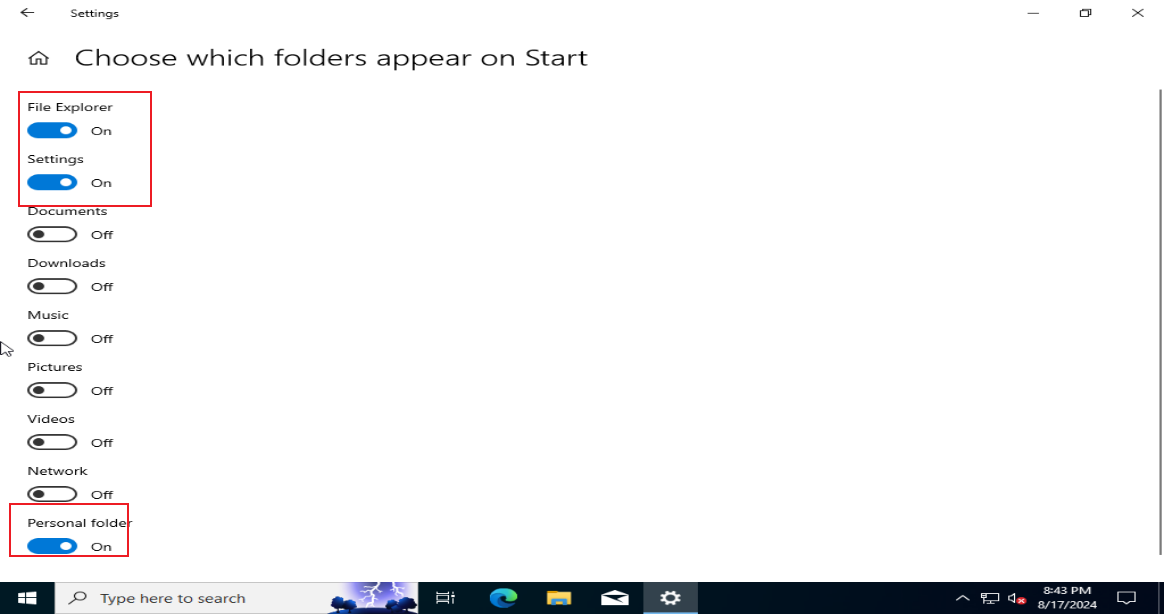 Settings
Choose which folders appear on Start
File Explorer
On
Settings
On
Documents
Off
Downloads
Off
Music
Off
Pictures
Off
Videos
Off
Network
Off
Personal folder
On
Type here to search
8:43 PM
8/17/2024